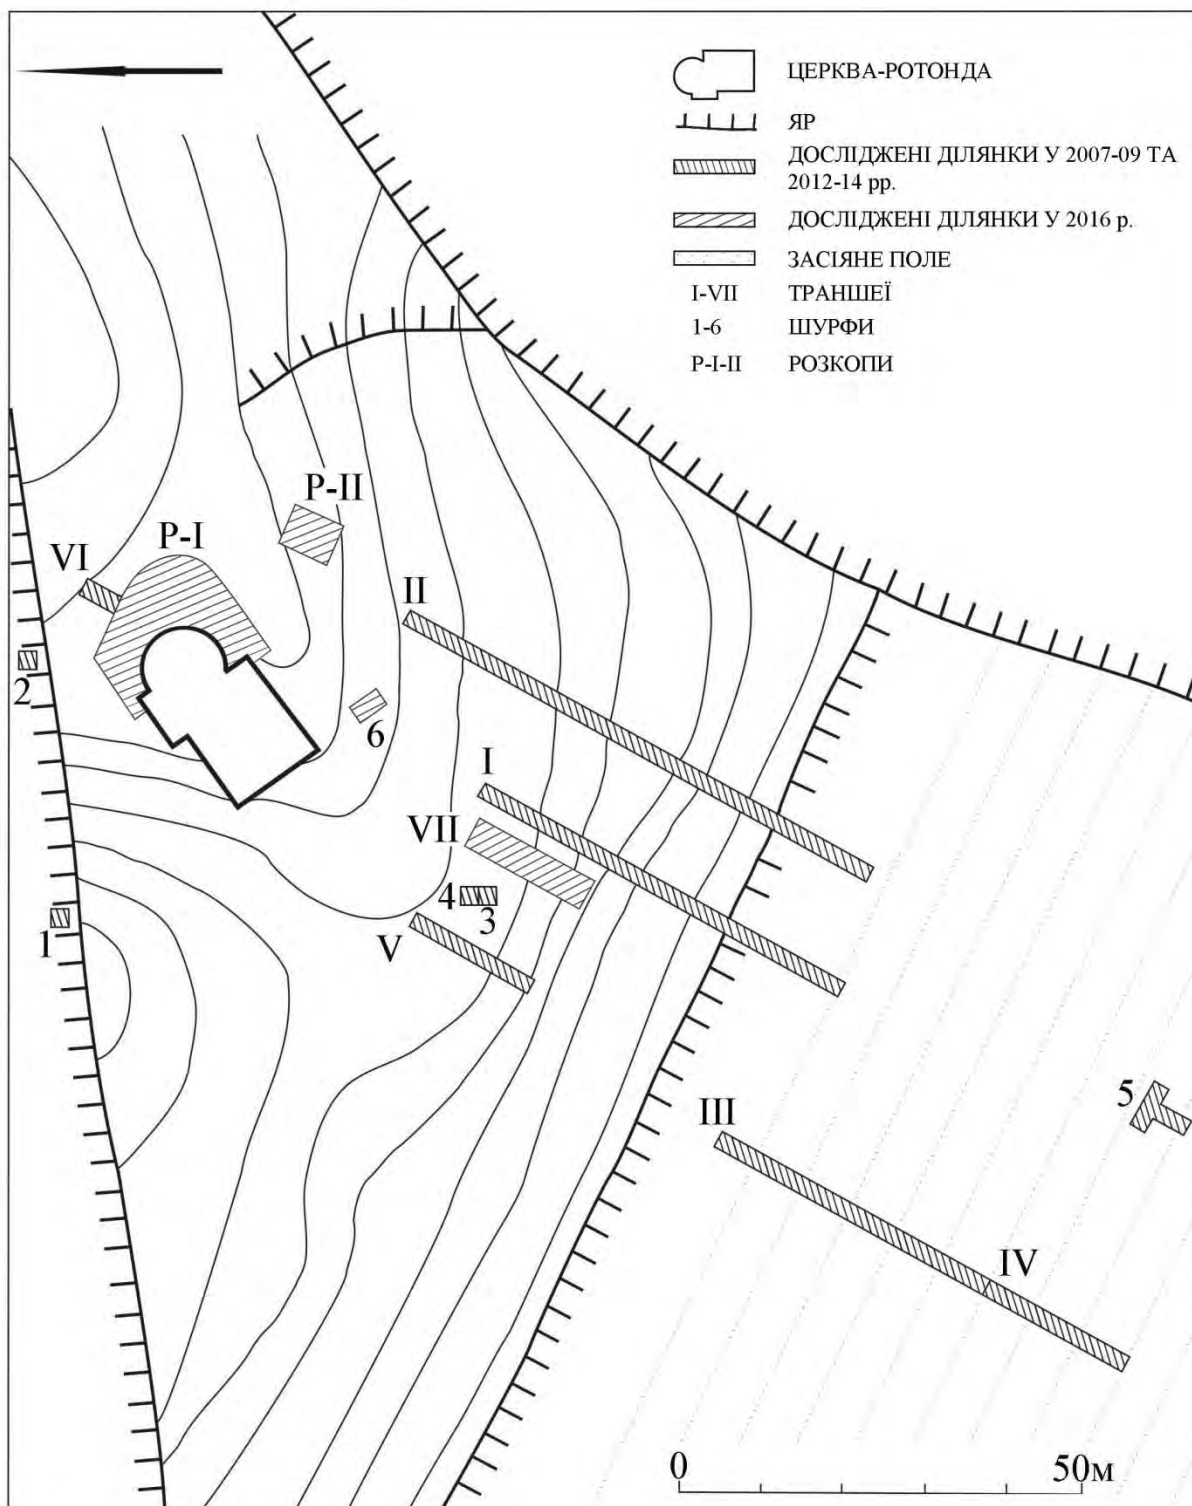 ЦЕРКВА-РОТОНДА
ЯР
ДОСЛІДЖЕНІ ДІЛЯНКИ У 2007-09 ТА
2012-14 рр.
ДОСЛІДЖЕНІ ДІЛЯНКИ У 2016 р.
ЗАСІЯНЕ ПОЛЕ
I-VII ТРАНШЕЇ
1-6 ШУРФИ
Р-I-II РОЗКОПИ
Р-II
Р-I
VI
II
2
6
I
VII
4
3
1
V
5
III
IV
0 50м